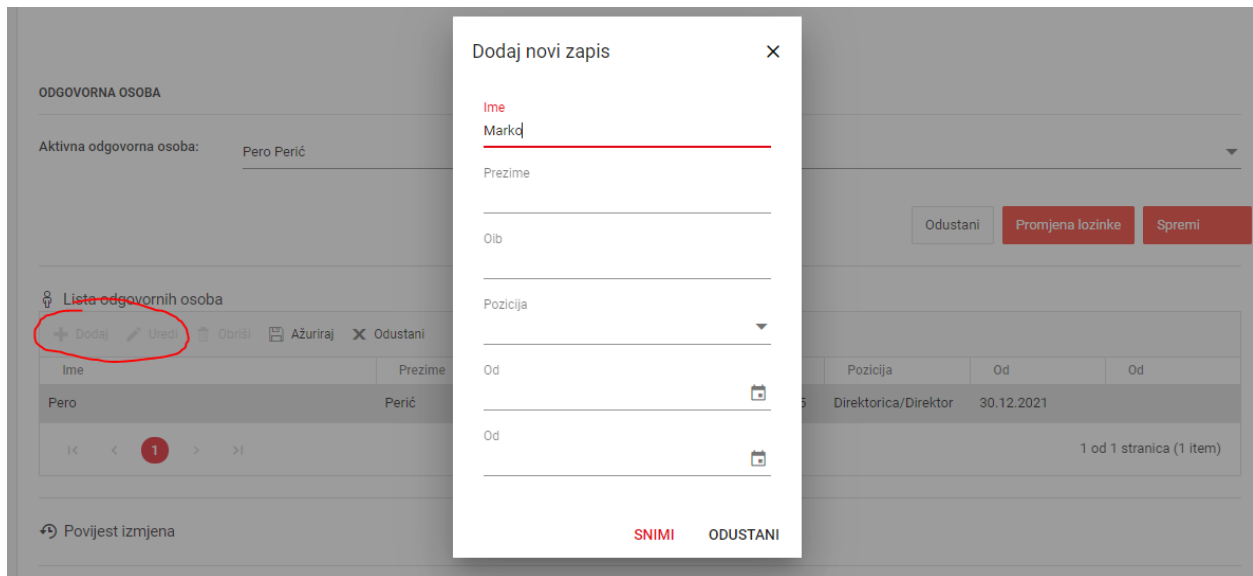 Dodaj novi zapis
ODGOVORNA OSOBA
Ime
Marko
Aktivna odgovorna osoba: Pero Perić
Prezime
Odustani Promjena lozinke Spremi
Oib
Lista odgovornih osoba
Pozicija
Dodaj Uredi Obriši Ažuriraj Odustani
Ime Prezime Pozicija Od Od
Od
Pero Perić 5 Direktorica/Direktor 30.12.2021
Od
1 1 od 1 stranica (1 item)
Povijest izmjena
SNIMI ODUSTANI